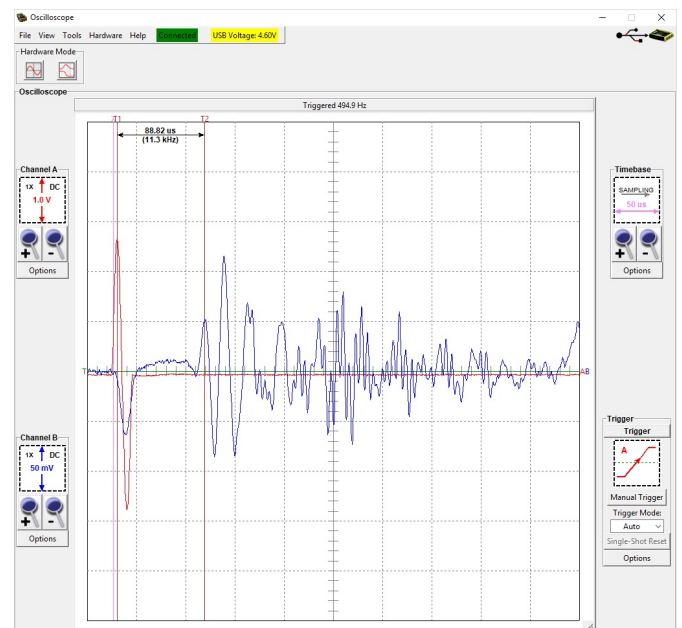 Oscilloscope
File View Tools Hardware Help Connected USB Voltage: 4.60V
Hardware Mode
Oscilloscope
Triggered 494.9 Hz
T1 T2
88.82 us
(11.3 kHz)
Channel A
1X DC
1.0 V
+ -
Options
Timebase
SAMPLING
50 us
+ -
Options
T AB
Channel B
1X DC
50 mV
+ -
Options
Trigger
Trigger
A
Manual Trigger
Trigger Mode:
Auto
Single-Shot Reset
Options